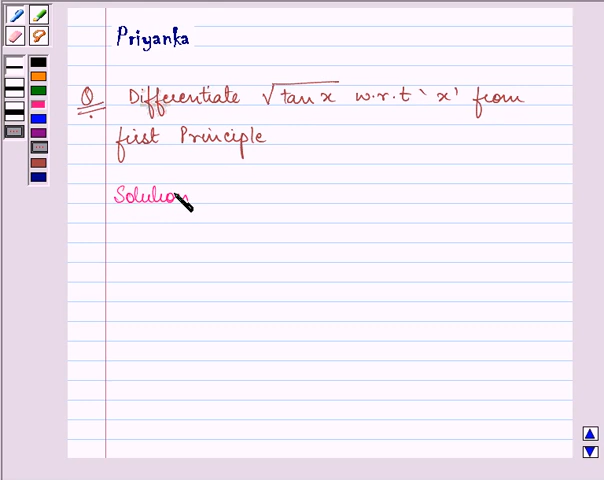 Priyanka
Q. Differentiate √tan x w.r.t 'x' from
first Principle
Solution